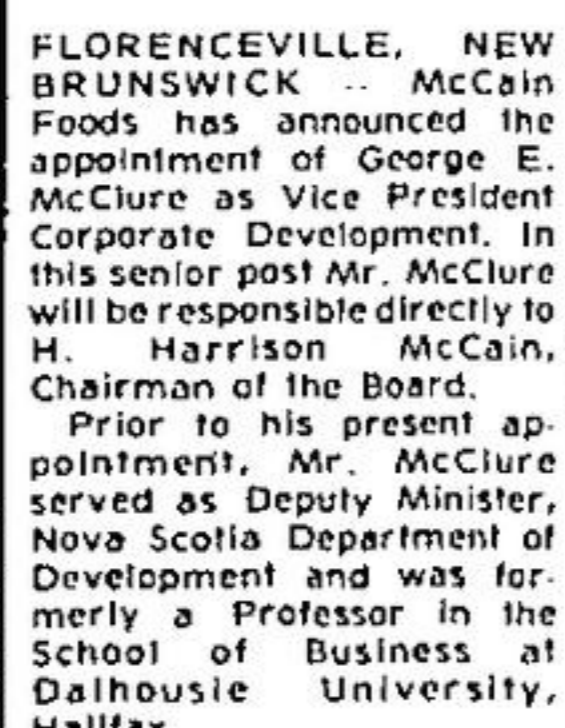 FLORENCEVILLE, NEW
BRUNSWICK -- McCain
Foods has announced the
appointment of George E.
McClure as Vice President
Corporate Development. In
this senior post Mr. McClure
will be responsible directly to
H. Harrison McCain,
Chairman of the Board.
Prior to his present ap-
pointment, Mr. McClure
served as Deputy Minister,
Nova Scotia Department of
Development and was for-
merly a Professor in the
School of Business at
Dalhousie University,
Halifax